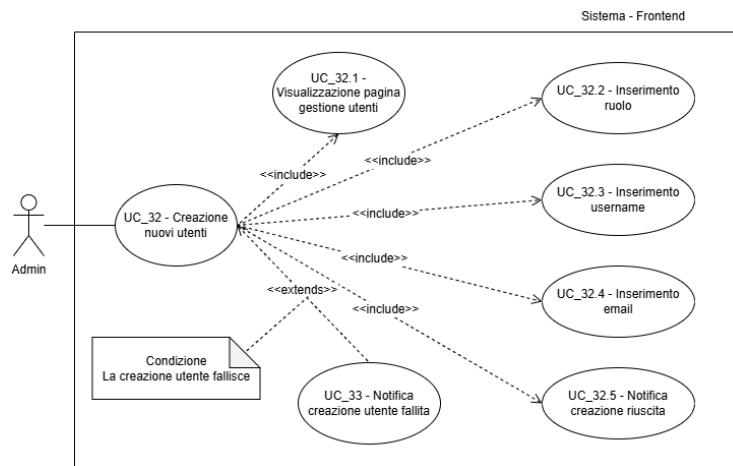 Sistema - Frontend
UC_32.1 -
Visualizzazione pagina
gestione utenti
UC_32.2 - Inserimento
ruolo
<<include>>
<<include>>
UC_32 - Creazione
nuovi utenti
UC_32.3 - Inserimento
username
<<include>>
Admin
<<include>>
<<extends>>
UC_32.4 - Inserimento
email
<<include>>
Condizione
La creazione utente fallisce
UC_33 - Notifica
creazione utente fallita
UC_32.5 - Notifica
creazione riuscita